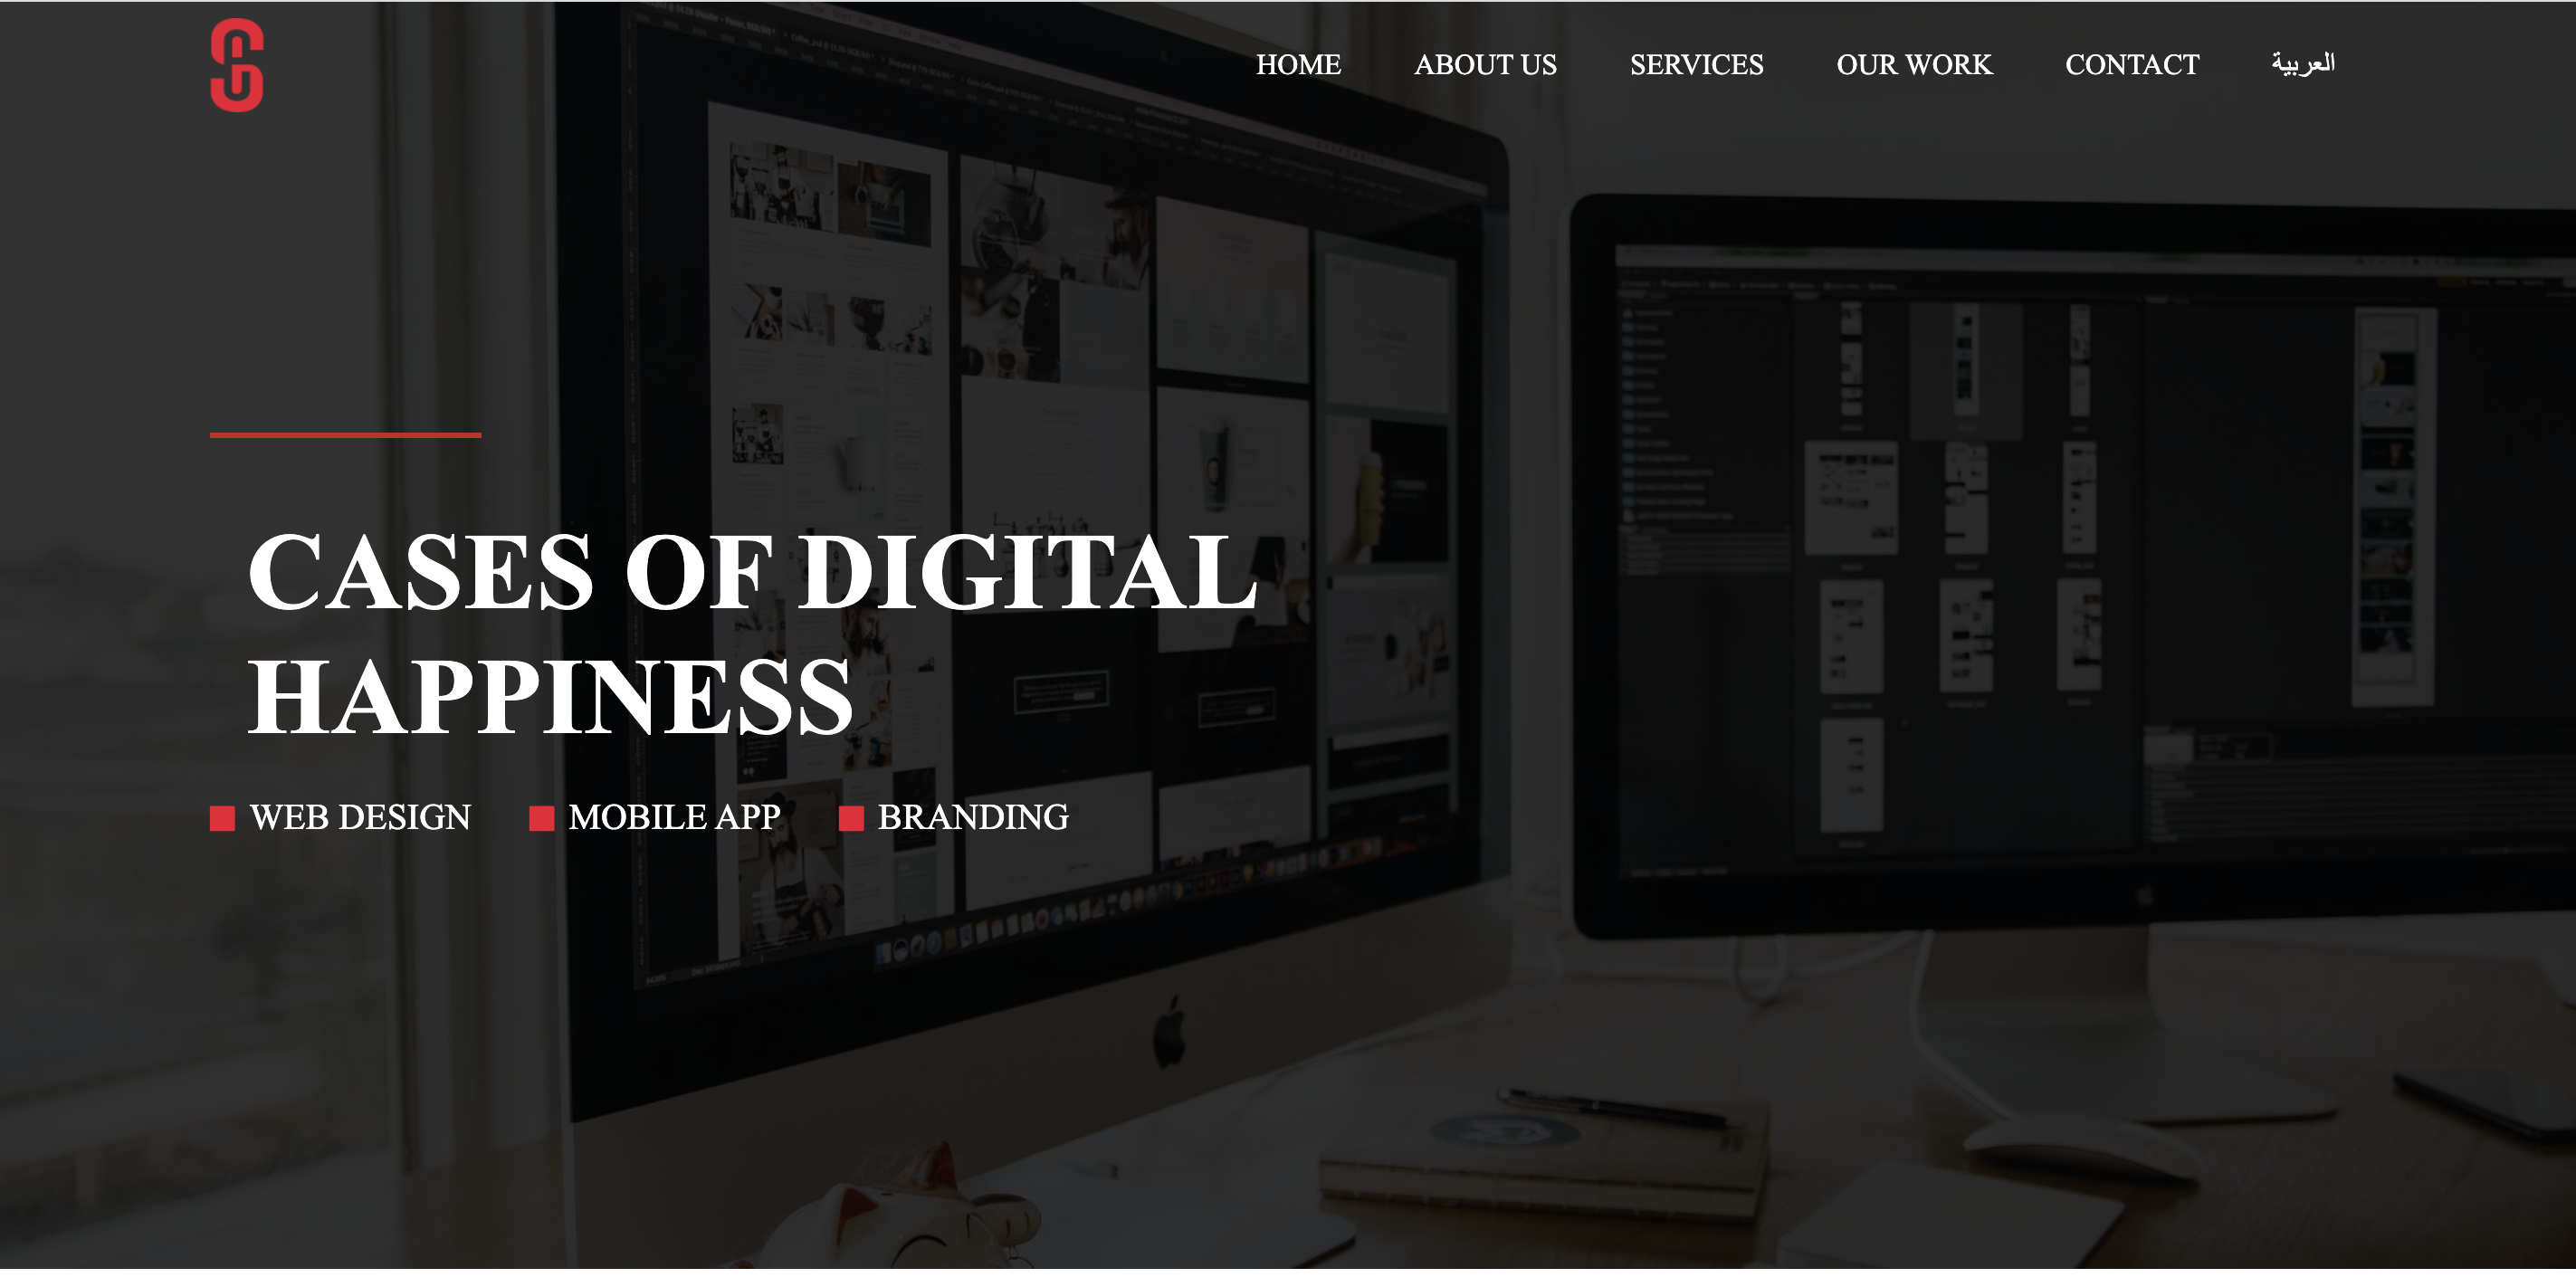 HOME ABOUT US SERVICES OUR WORK CONTACT العربية
CASES OF DIGITAL
HAPPINESS
WEB DESIGN MOBILE APP BRANDING